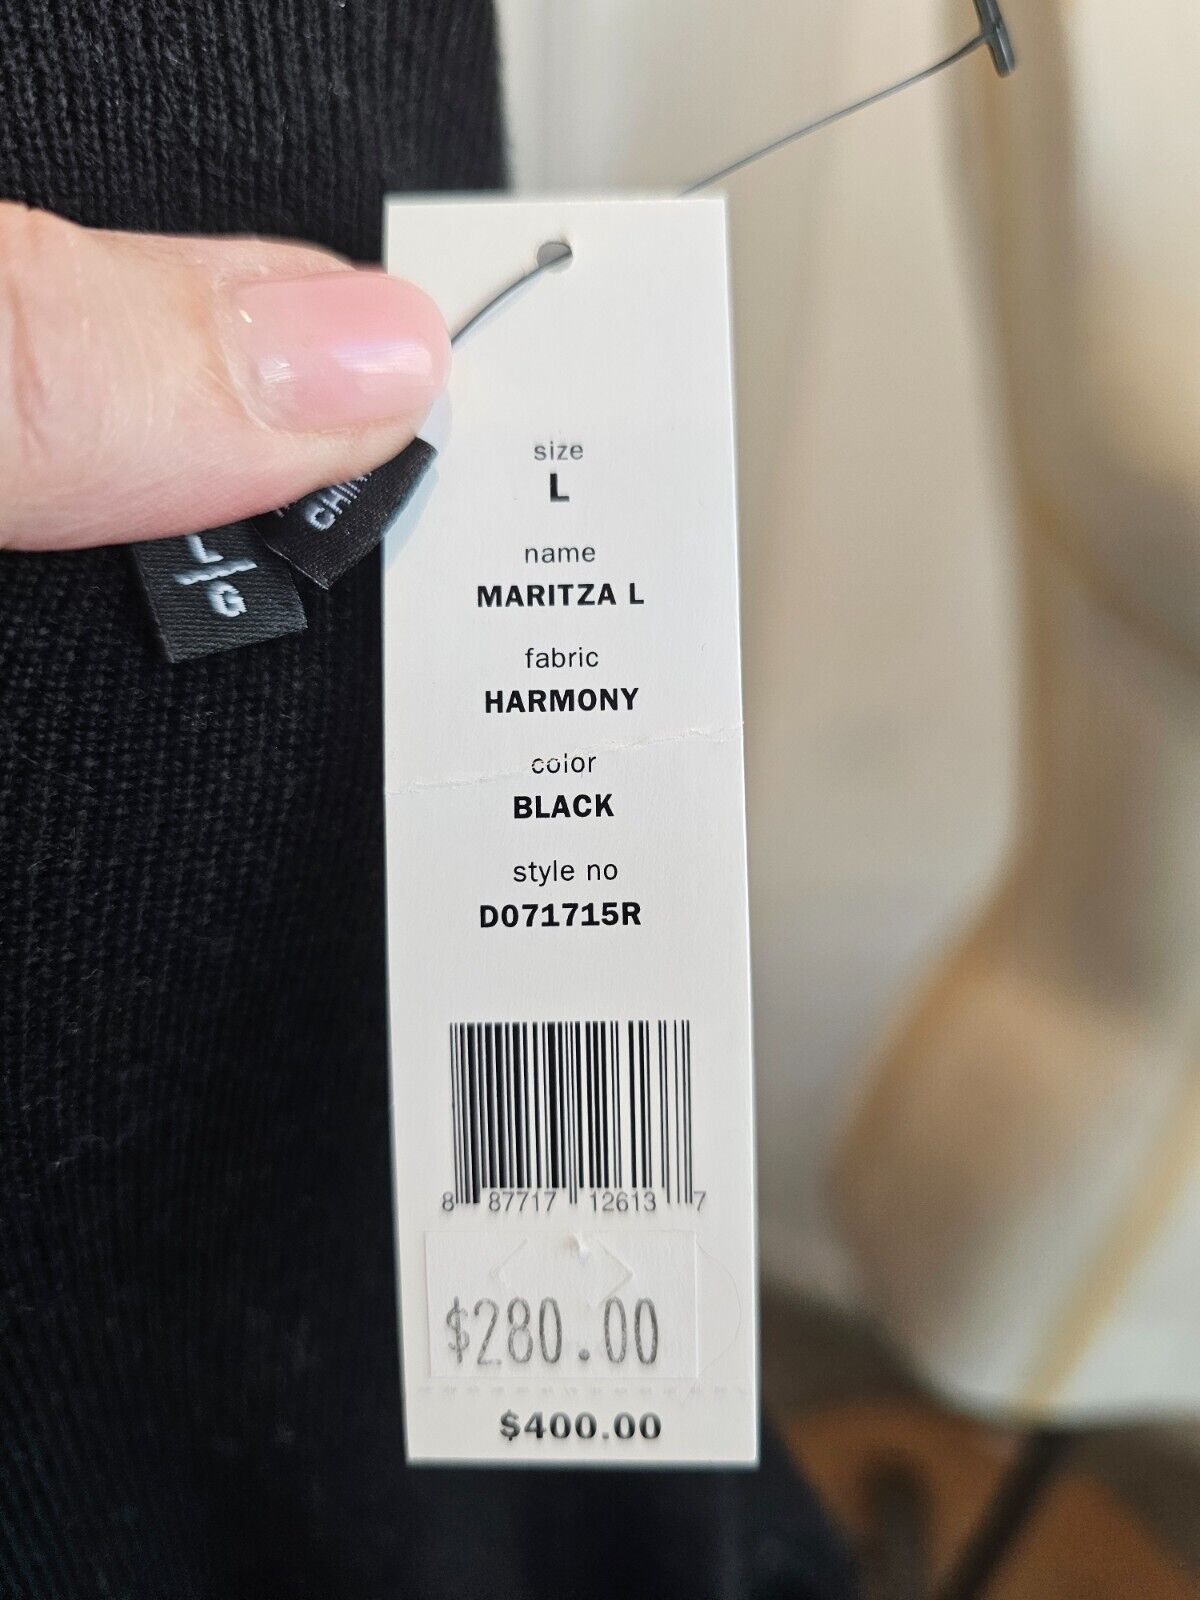 size
L
name
MARITZA L
fabric
HARMONY
color
BLACK
style no
D071715R
8 87717 12613 7
$280.00
$400.00
L/G